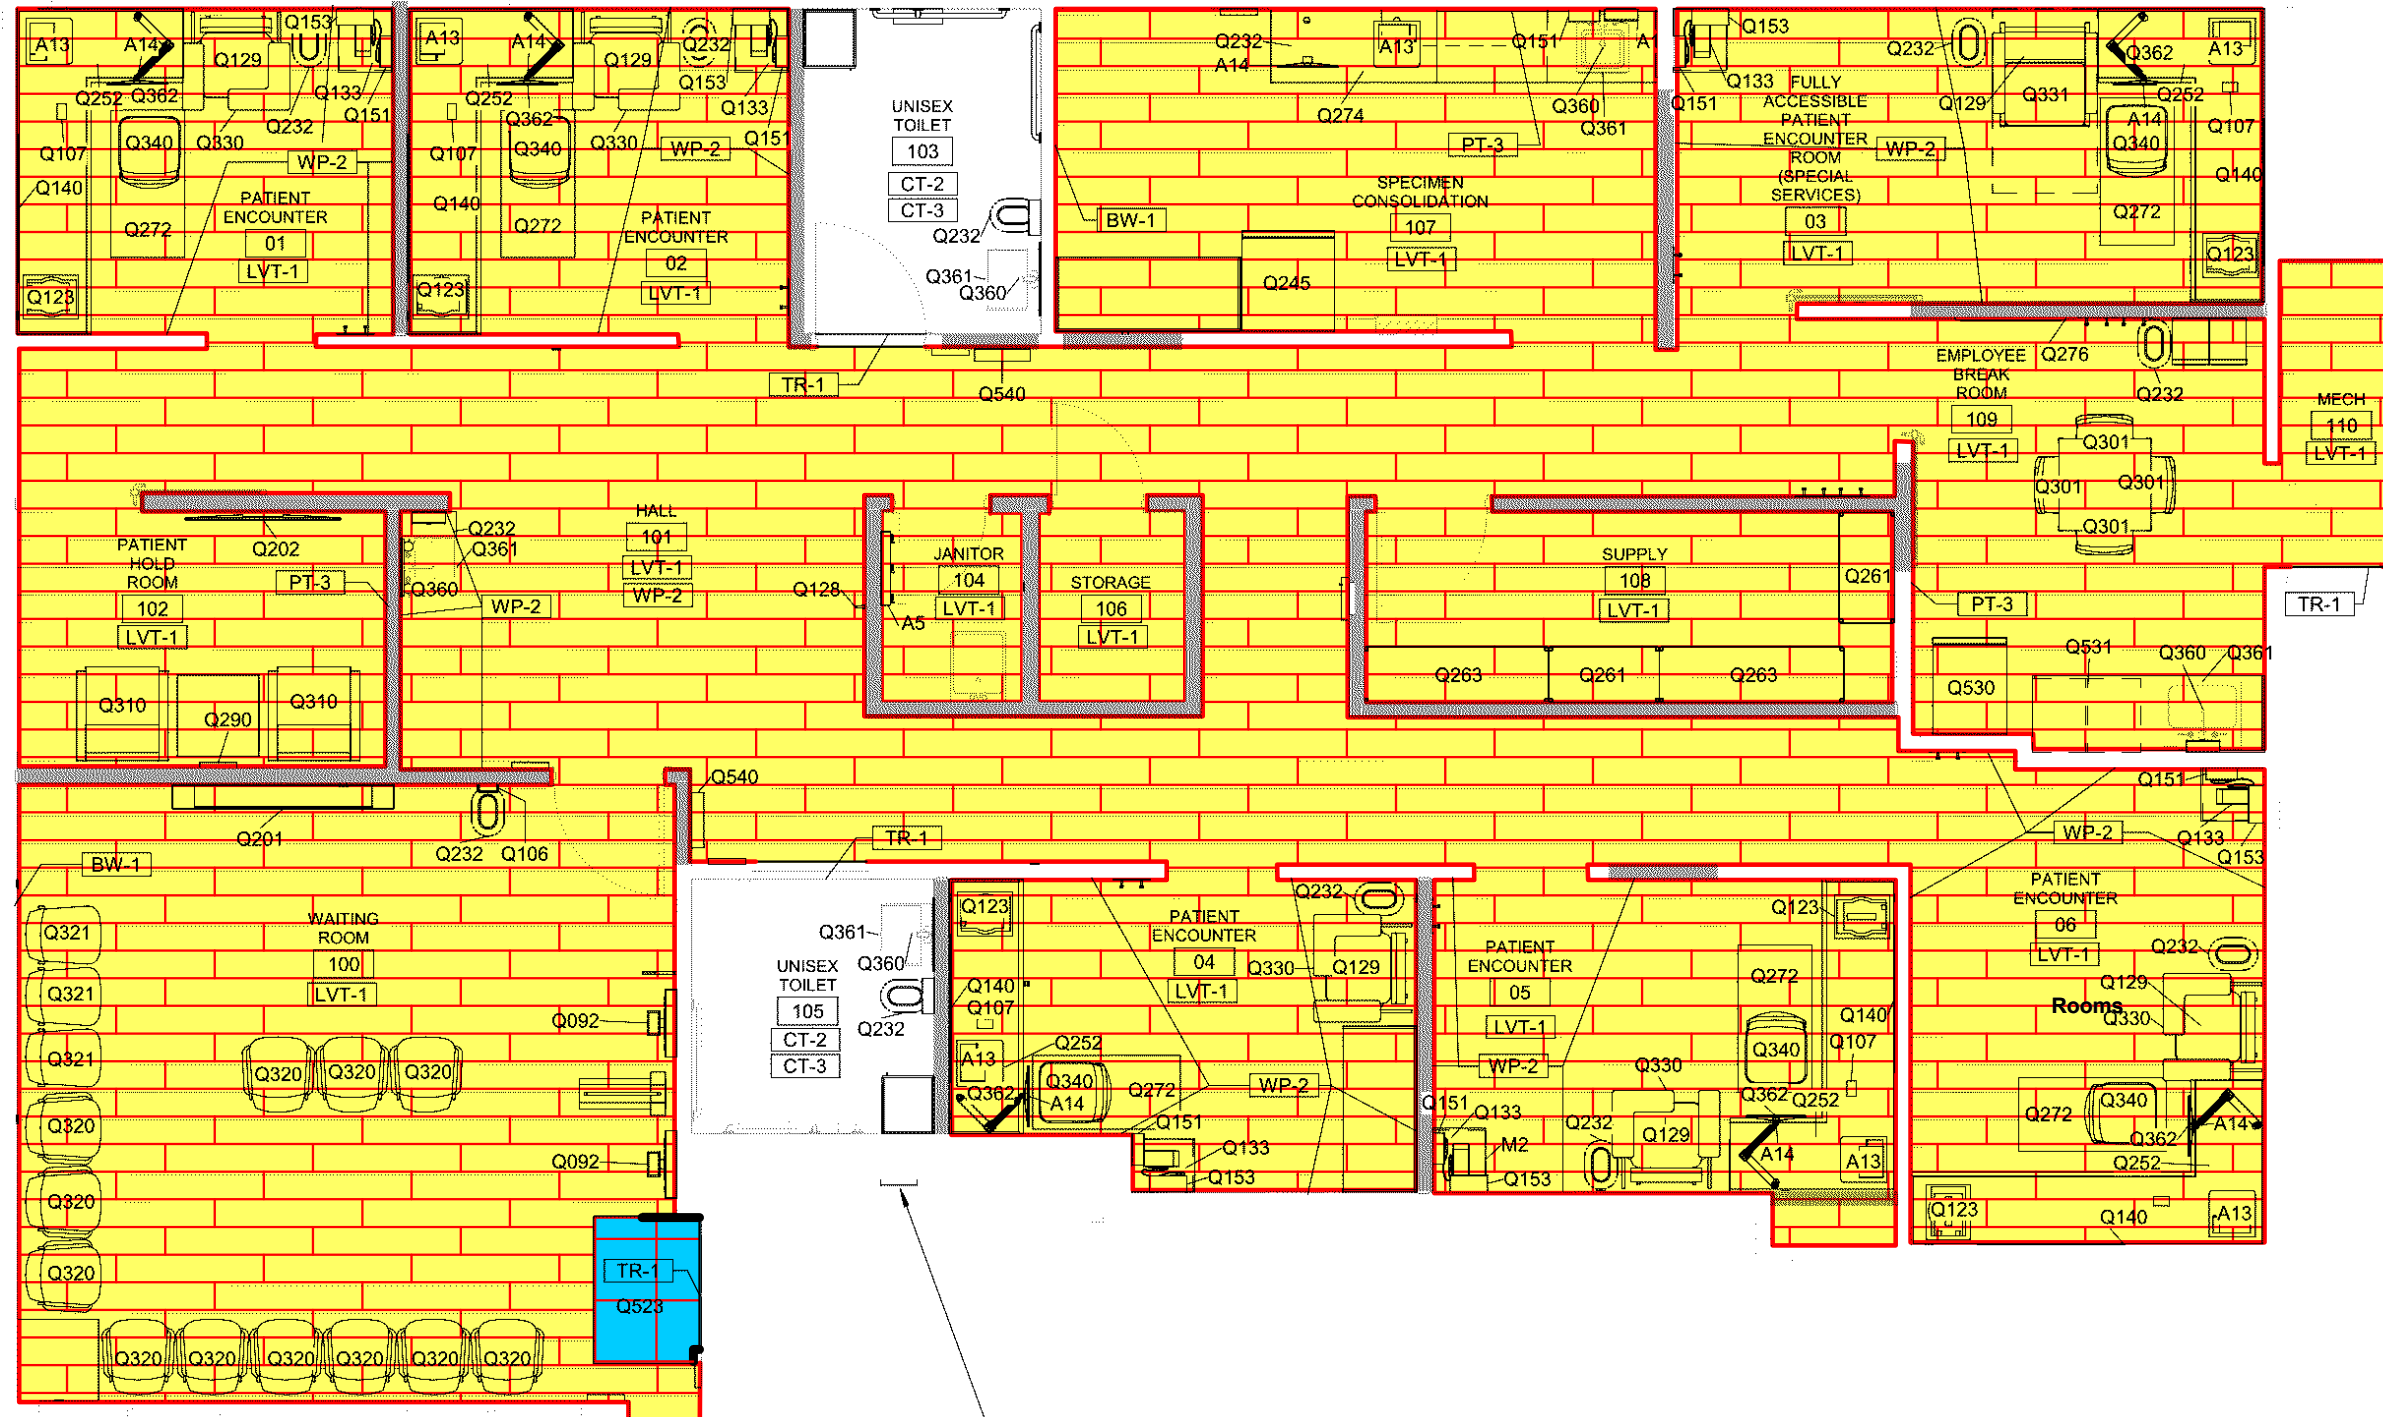 Q153
A13
A14
Q129
Q252
Q362
Q133
Q151
Q232
Q107
Q340
Q330
WP-2
Q140
PATIENT
ENCOUNTER
01
LVT-1
Q272
Q123
A13
A14
Q232
Q129
Q153
Q252
Q362
Q133
Q107
Q340
Q330
WP-2
Q151
Q140
Q272
PATIENT
ENCOUNTER
02
LVT-1
Q123
UNISEX
TOILET
103
CT-2
CT-3
Q232
Q361
Q360
TR-1
Q540
Q232
A14
A13
Q151
Q274
Q360
Q361
PT-3
SPECIMEN
CONSOLIDATION
107
LVT-1
BW-1
Q245
Q153
Q232
Q362
A13
Q133
Q151
FULLY
ACCESSIBLE
PATIENT
ENCOUNTER
ROOM
(SPECIAL
SERVICES)
03
LVT-1
Q129
Q331
Q252
A14
Q107
Q340
WP-2
Q140
Q272
Q123
EMPLOYEE
BREAK
ROOM
109
LVT-1
Q276
Q232
Q301
Q301
Q301
Q301
MECH
110
LVT-1
TR-1
PATIENT
HOLD
ROOM
102
LVT-1
Q202
PT-3
Q310
Q290
Q310
HALL
101
LVT-1
WP-2
Q232
Q361
Q360
WP-2
Q128
A5
JANITOR
104
LVT-1
STORAGE
106
LVT-1
SUPPLY
108
LVT-1
Q261
Q263
Q261
Q263
PT-3
Q531
Q360
Q361
Q530
Q540
Q201
Q232
Q106
BW-1
TR-1
WAITING
ROOM
100
LVT-1
Q321
Q321
Q321
Q320
Q320
Q320
Q320
Q320
Q320
Q092
Q092
TR-1
Q523
Q320
Q320
Q320
Q320
Q320
Q320
UNISEX
TOILET
105
CT-2
CT-3
Q361
Q360
Q232
Q123
PATIENT
ENCOUNTER
04
LVT-1
Q232
Q330
Q129
Q140
Q107
A13
Q252
Q340
Q362
A14
Q272
WP-2
Q151
Q133
Q153
PATIENT
ENCOUNTER
05
LVT-1
WP-2
Q123
Q272
Q140
Q340
Q107
Q330
Q151
Q133
Q232
Q129
Q362
Q252
M2
Q153
A14
A13
Q151
WP-2
Q133
Q153
PATIENT
ENCOUNTER
06
LVT-1
Q232
Q129
Rooms
Q330
Q272
Q340
Q362
A14
Q252
Q123
Q140
A13